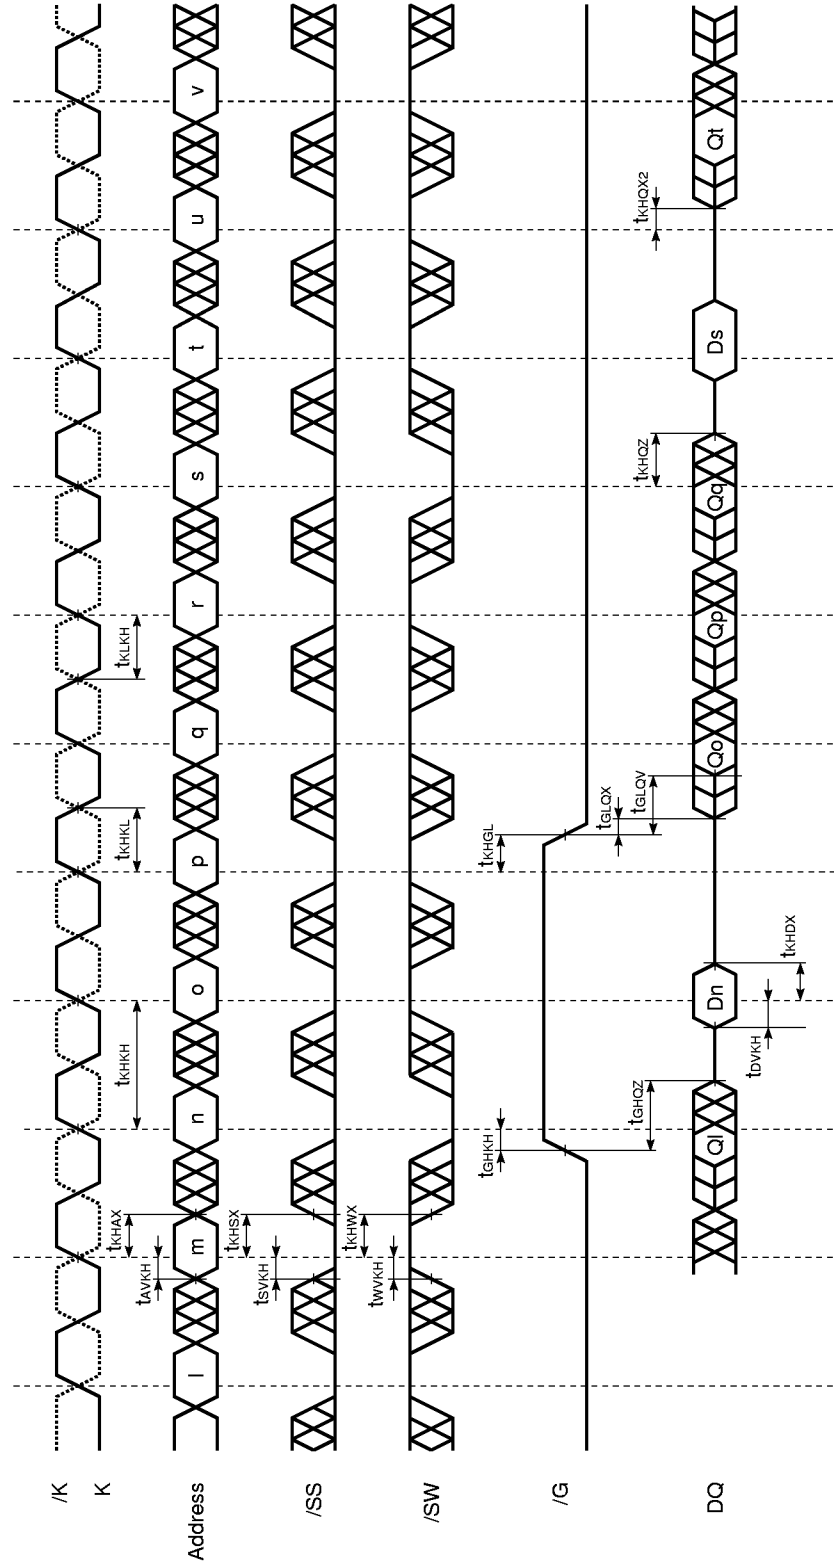 /K
K
tKHKH
tKHKL
tKLKH
Address
l
m
n
o
p
q
r
s
t
u
v
tAVKH
tKHAX
/SS
tSVKH
tKHSX
/SW
tWVKH
tKHWX
/G
tGHKH
tKHGL
tGLQX
DQ
Ql
Dn
Qo
Qp
Qq
Ds
Qt
tGHQZ
tGLQV
tKHQZ
tKHQX2
tDVKH
tKHDX